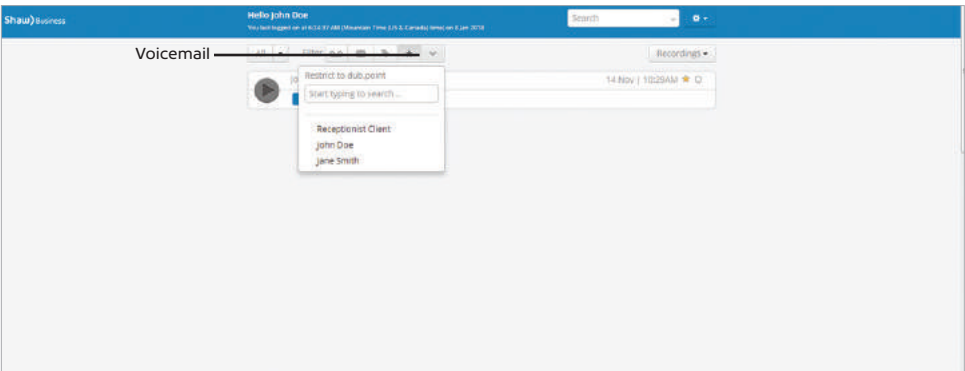 Shaw) Business
Hello John Doe
You last logged on at 6:14:37 AM (Mountain Time (US & Canada) time) on 8 Jan 2018
Search
Voicemail
All
Filter
Recordings
Jo
14 Nov | 10:29AM
Restrict to dub.point
Start typing to search...
Receptionist Client
John Doe
Jane Smith